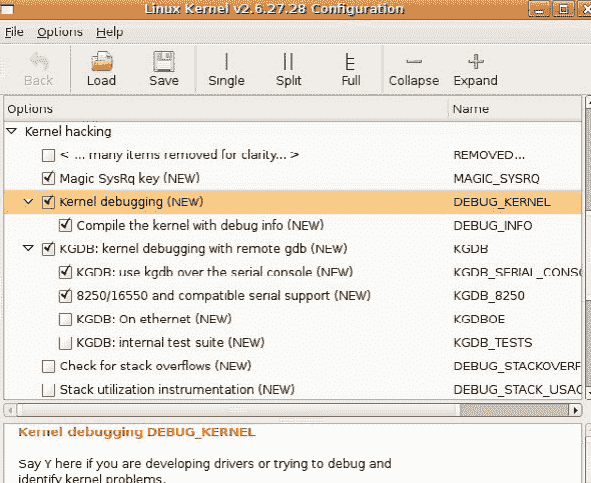 Linux Kernel v2.6.27.28 Configuration
File Options Help
Back Load Save Single Split Full Collapse Expand
Options Name
Kernel hacking
< ... many items removed for clarity... > REMOVED...
Magic SysRq key (NEW) MAGIC_SYSRQ
Kernel debugging (NEW) DEBUG_KERNEL
Compile the kernel with debug info (NEW) DEBUG_INFO
KGDB: kernel debugging with remote gdb (NEW) KGDB
KGDB: use kgdb over the serial console (NEW) KGDB_SERIAL_CONSO
8250/16550 and compatible serial support (NEW) KGDB_8250
KGDB: On ethernet (NEW) KGDBOE
KGDB: internal test suite (NEW) KGDB_TESTS
Check for stack overflows (NEW) DEBUG_STACKOVERF
Stack utilization instrumentation (NEW) DEBUG_STACK_USAG
Kernel debugging DEBUG_KERNEL
Say Y here if you are developing drivers or trying to debug and
identify kernel problems.